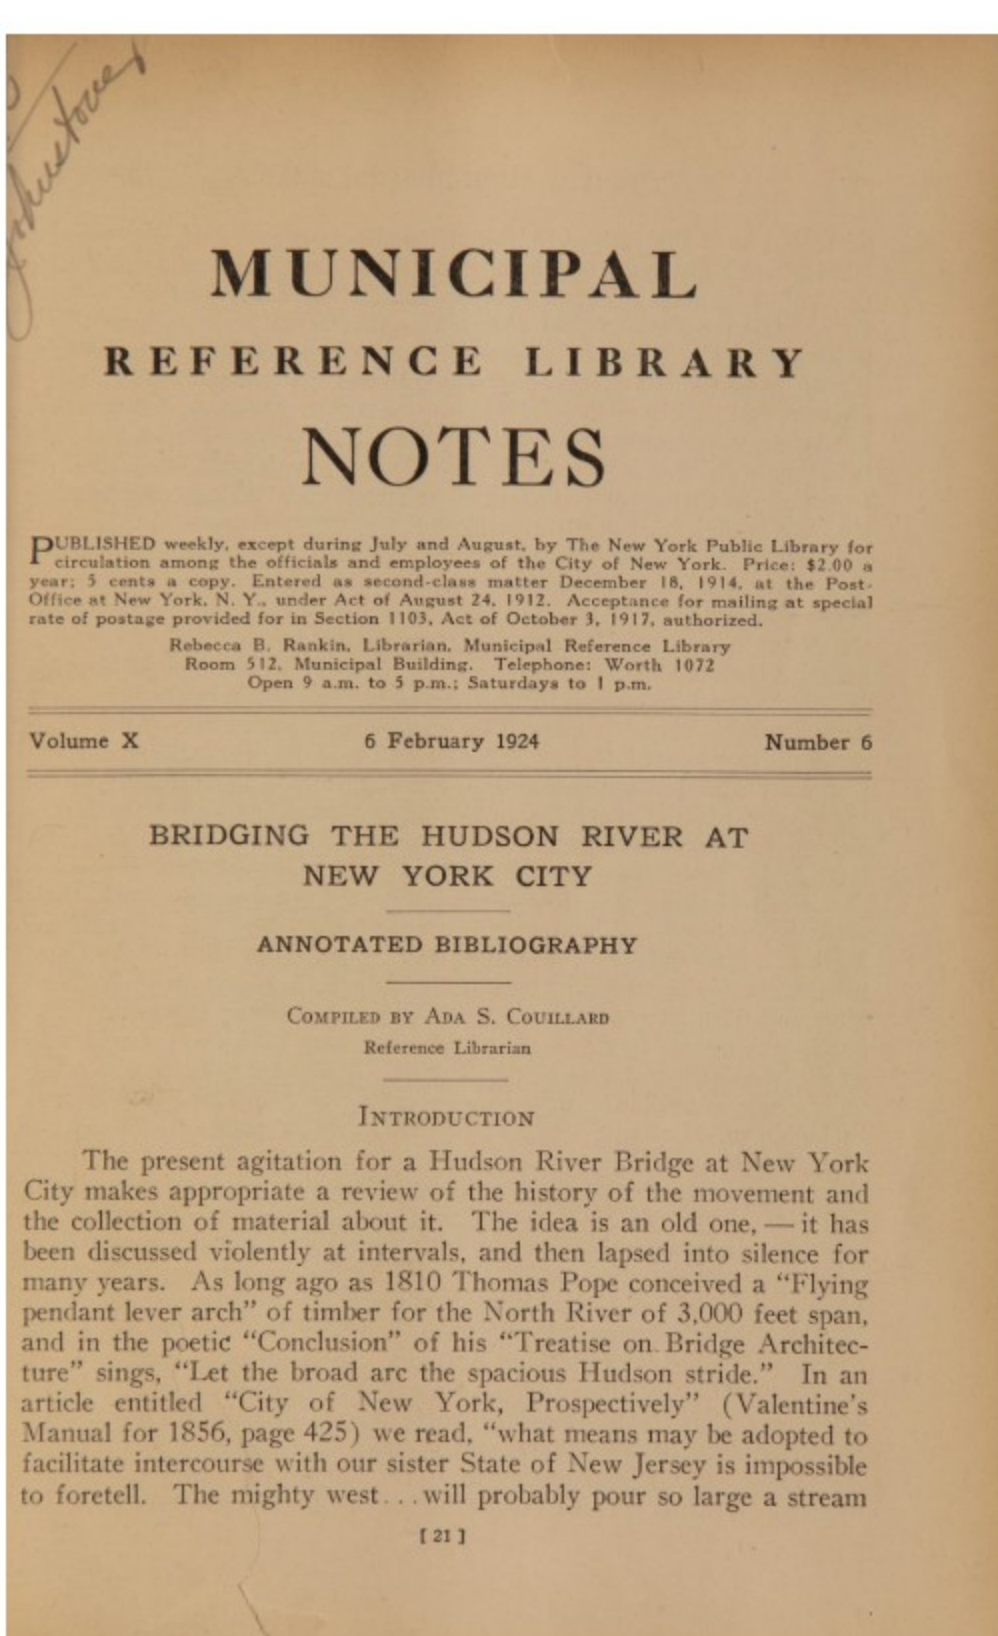 Johnstower
MUNICIPAL
REFERENCE LIBRARY
NOTES
PUBLISHED weekly, except during July and August, by The New York Public Library for
circulation among the officials and employees of the City of New York. Price: $2.00 a
year; 5 cents a copy. Entered as second-class matter December 18, 1914, at the Post-
Office at New York, N. Y., under Act of August 24, 1912. Acceptance for mailing at special
rate of postage provided for in Section 1103, Act of October 3, 1917, authorized.
Rebecca B. Rankin, Librarian, Municipal Reference Library
Room 512, Municipal Building. Telephone: Worth 1072
Open 9 a.m. to 5 p.m.; Saturdays to 1 p.m.
Volume X 6 February 1924 Number 6
BRIDGING THE HUDSON RIVER AT
NEW YORK CITY
ANNOTATED BIBLIOGRAPHY
COMPILED BY ADA S. COUILLARD
Reference Librarian
INTRODUCTION
The present agitation for a Hudson River Bridge at New York
City makes appropriate a review of the history of the movement and
the collection of material about it. The idea is an old one, — it has
been discussed violently at intervals, and then lapsed into silence for
many years. As long ago as 1810 Thomas Pope conceived a “Flying
pendant lever arch” of timber for the North River of 3,000 feet span,
and in the poetic “Conclusion” of his “Treatise on Bridge Architec-
ture” sings, “Let the broad arc the spacious Hudson stride.” In an
article entitled “City of New York, Prospectively” (Valentine’s
Manual for 1856, page 425) we read, “what means may be adopted to
facilitate intercourse with our sister State of New Jersey is impossible
to foretell. The mighty west...will probably pour so large a stream
[ 21 ]